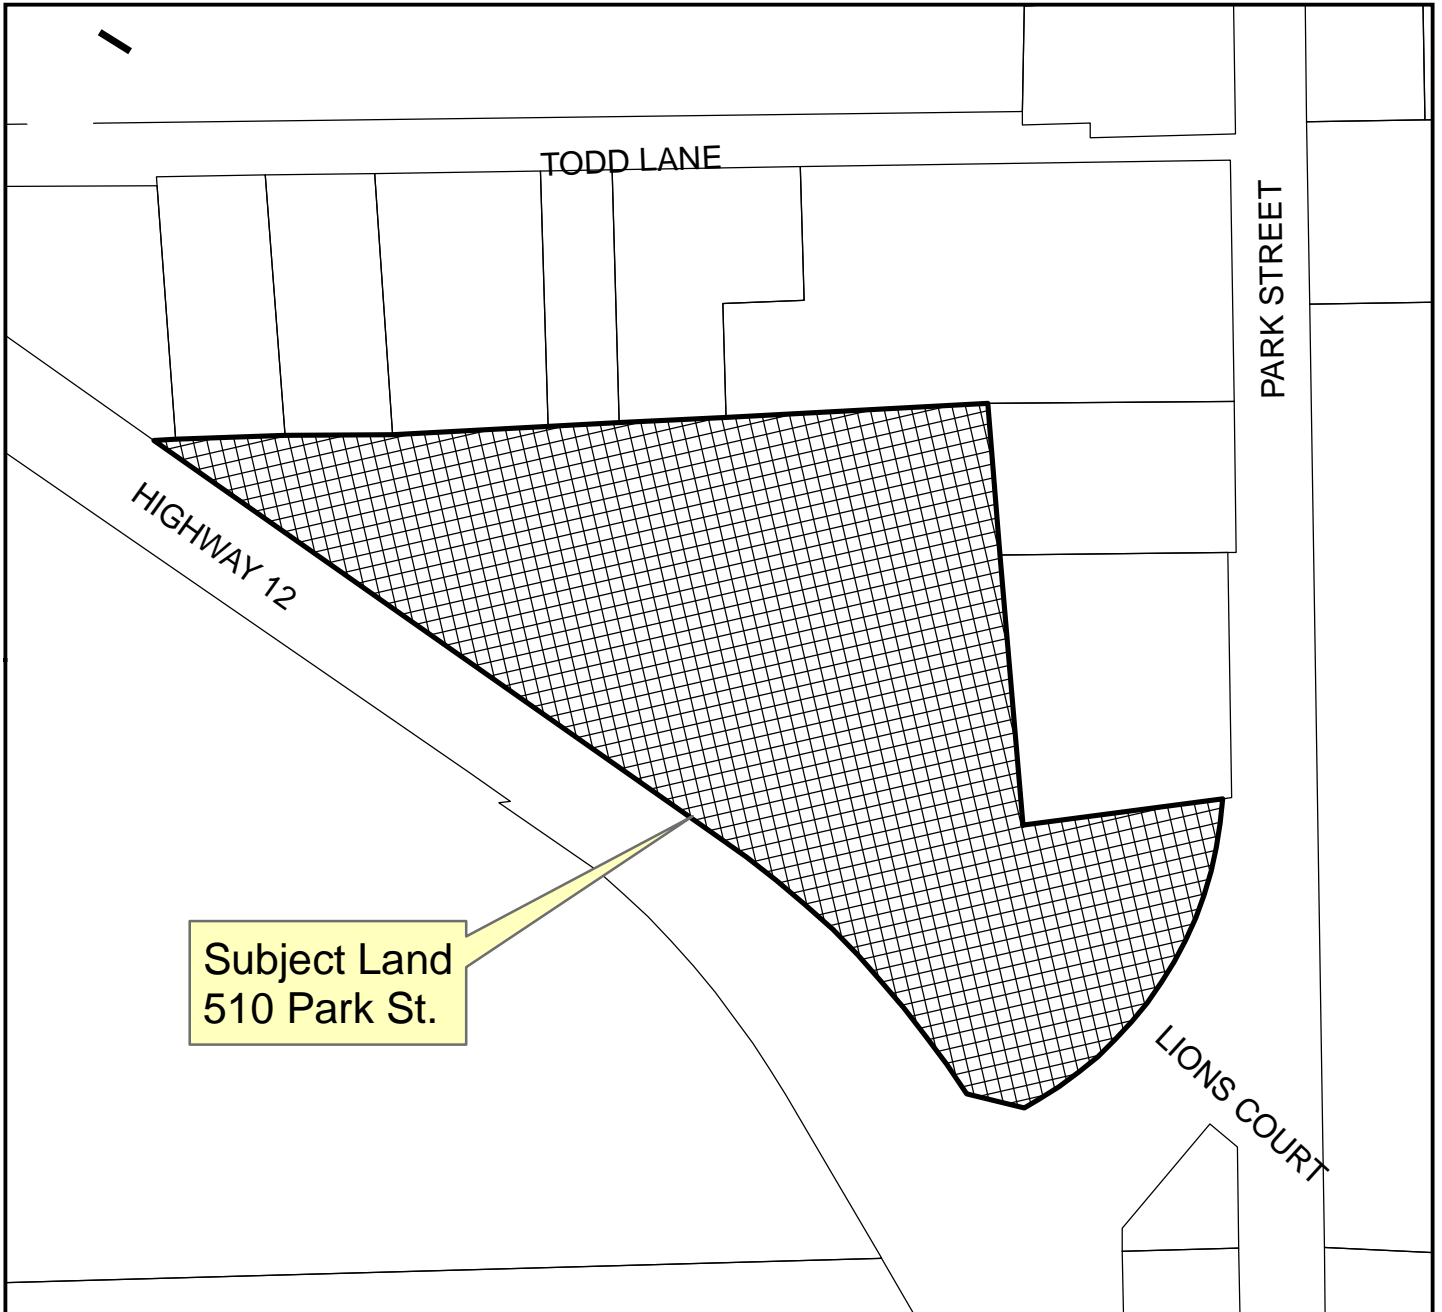 TODD LANE
PARK STREET
HIGHWAY 12
Subject Land
510 Park St.
LIONS COURT